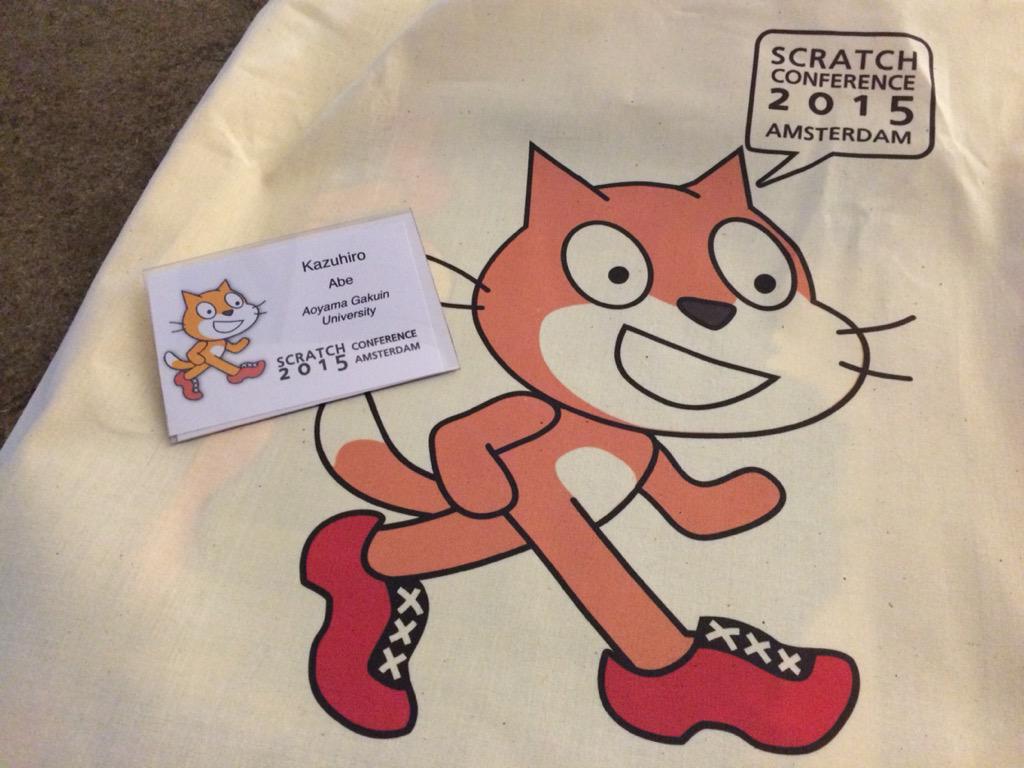 SCRATCH
CONFERENCE
2015
AMSTERDAM
Kazuhiro
Abe
Aoyama Gakuin
University
SCRATCH CONFERENCE
2015 AMSTERDAM